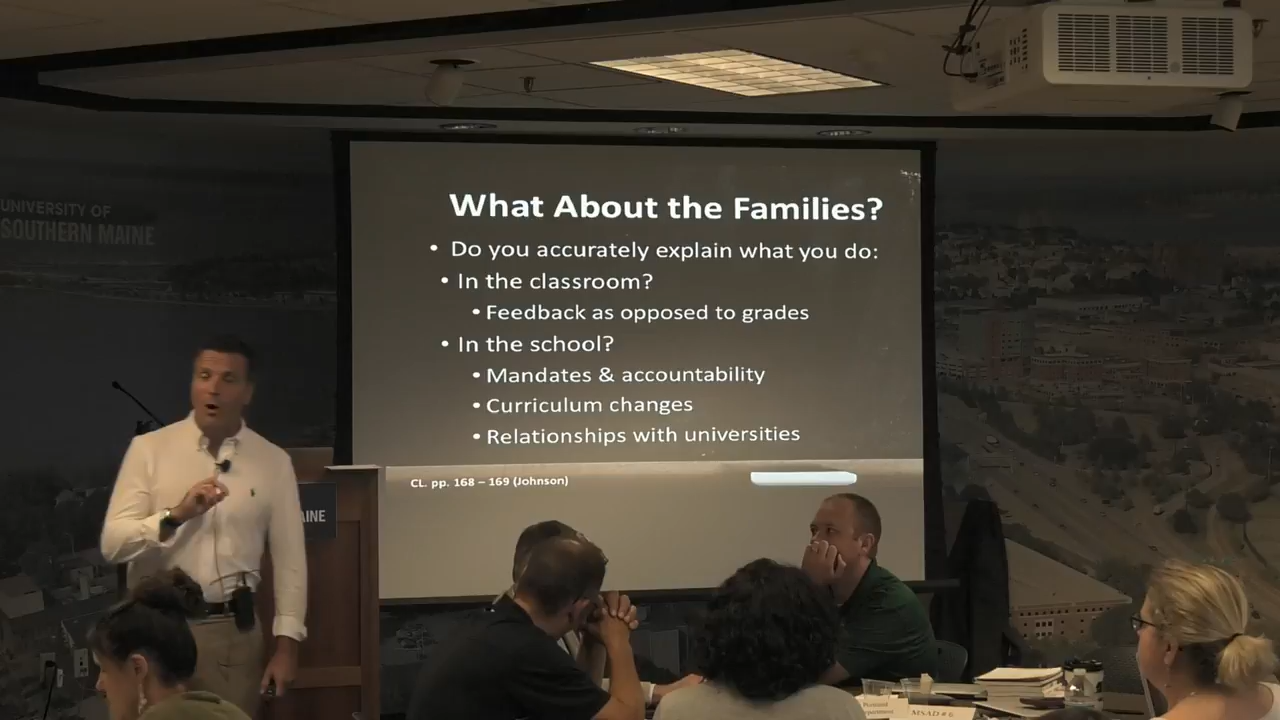 UNIVERSITY OF
SOUTHERN MAINE
What About the Families?
• Do you accurately explain what you do:
• In the classroom?
• Feedback as opposed to grades
• In the school?
• Mandates & accountability
• Curriculum changes
• Relationships with universities
CL. pp. 168 – 169 (Johnson)
AINE
MSAD # 6